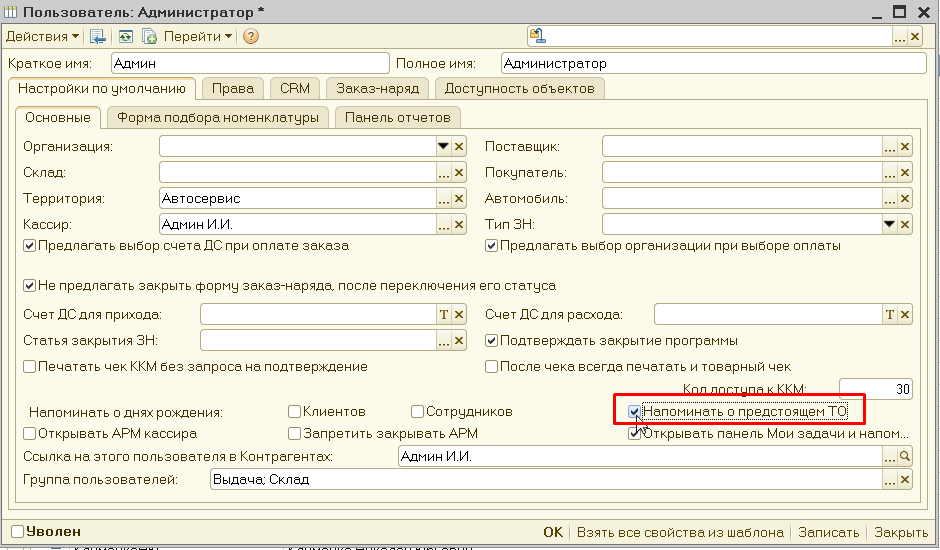 Пользователь: Администратор *
Действия Перейти ...
Краткое имя: Админ Полное имя: Администратор
Настройки по умолчанию Права CRM Заказ-наряд Доступность объектов
Основные Форма подбора номенклатуры Панель отчетов
Организация: Поставщик: ...
Склад: ... Покупатель: ...
Территория: Автосервис ... Автомобиль: ...
Кассир: Админ И.И. ... Тип ЗН:
Предлагать выбор счета ДС при оплате заказа Предлагать выбор организации при выборе оплаты
Не предлагать закрыть форму заказ-наряда, после переключения его статуса
Счет ДС для прихода: T Счет ДС для расхода: T
Статья закрытия ЗН: ... Подтверждать закрытие программы
Печатать чек ККМ без запроса на подтверждение После чека всегда печатать и товарный чек
Код доступа к ККМ: 30
Напоминать о днях рождения: Клиентов Сотрудников Напоминать о предстоящем ТО
Открывать АРМ кассира Запретить закрывать АРМ Открывать панель Мои задачи и напом...
Ссылка на этого пользователя в Контрагентах: Админ И.И. ...
Группа пользователей: Выдача; Склад ...
Уволен OK Взять все свойства из шаблона Записать Закрыть